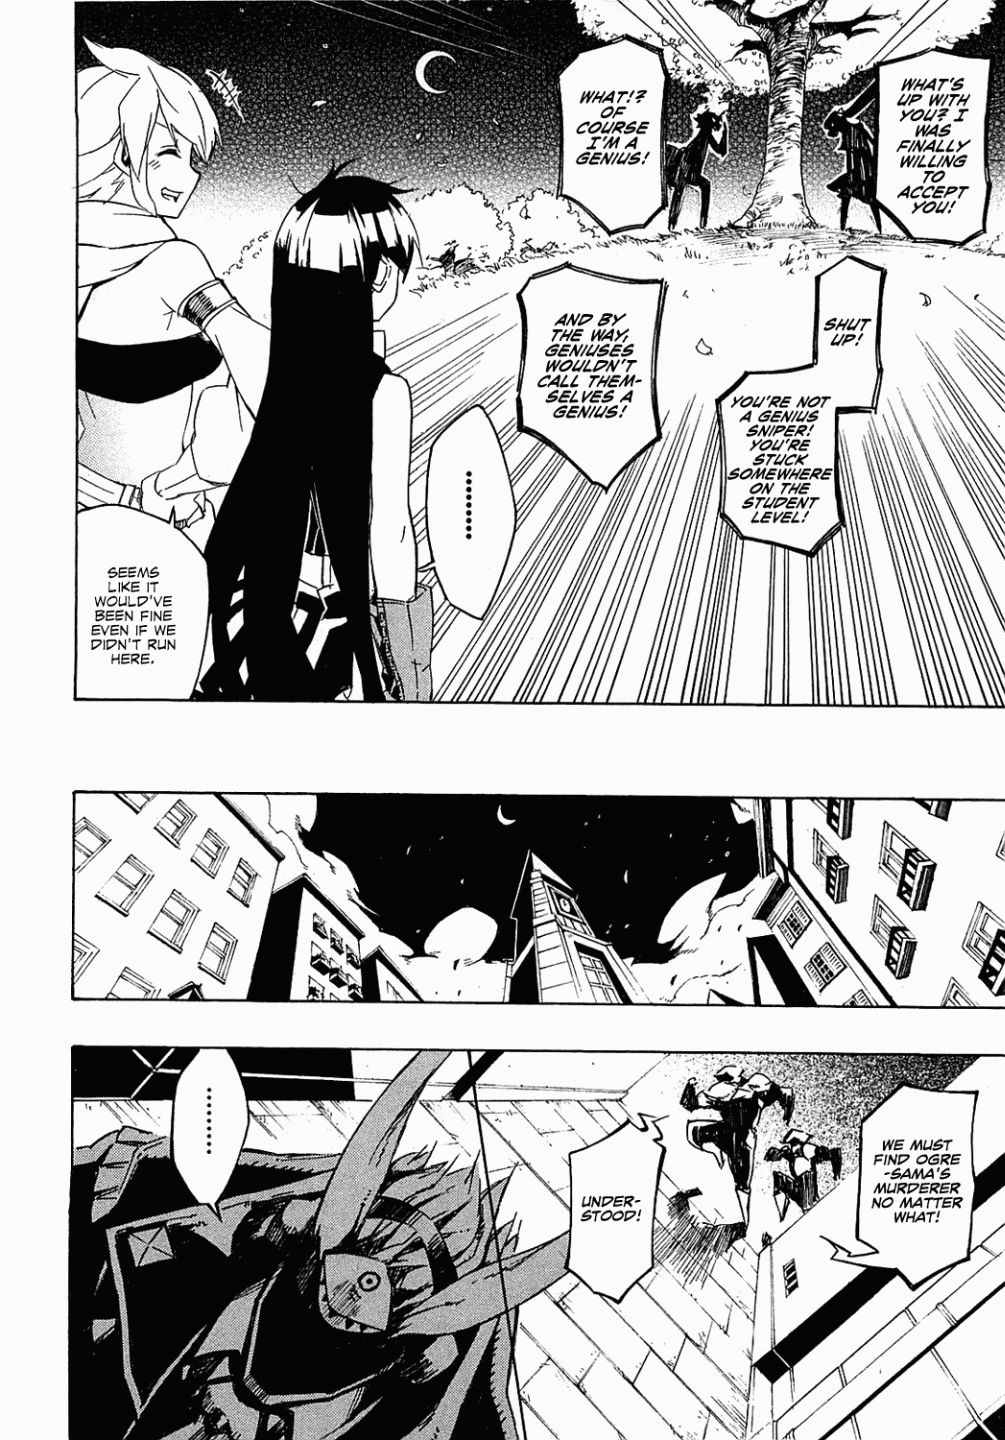 WHAT'S
UP WITH
YOU? I
WAS
FINALLY
WILLING
TO
ACCEPT
YOU!
WHAT!?
OF
COURSE
I'M A
GENIUS!
SHUT
UP!
YOU'RE NOT
A GENIUS
SNIPER!
YOU'RE
STUCK
SOMEWHERE
ON THE
STUDENT
LEVEL!
AND BY
THE WAY,
GENIUSES
WOULDN'T
CALL THEM-
SELVES A
GENIUS!
.........
SEEMS
LIKE IT
WOULD'VE
BEEN FINE
EVEN IF WE
DIDN'T RUN
HERE.
WE MUST
FIND OGRE
-SAMA'S
MURDERER
NO MATTER
WHAT!
UNDER-
STOOD!
.........